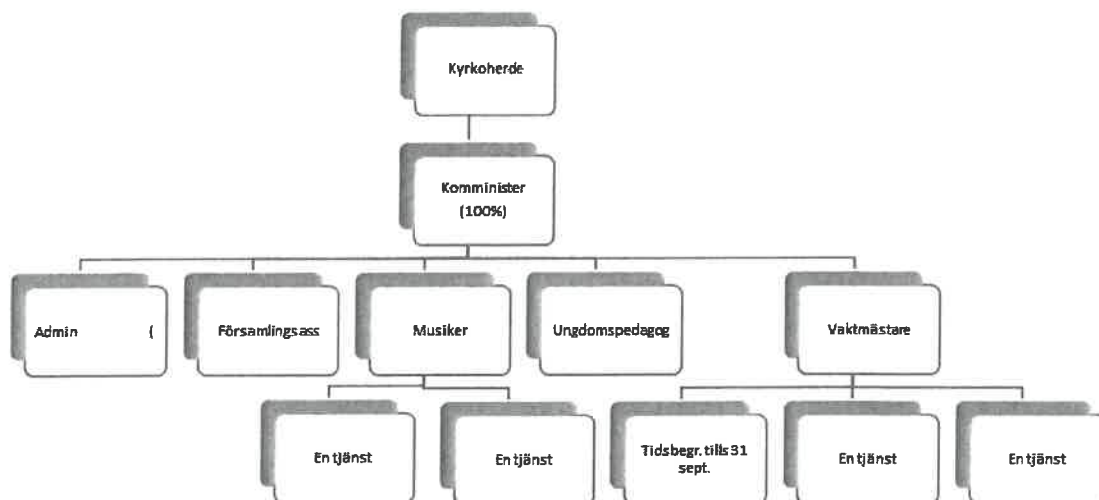 Kyrkoherde
Komminister
(100%)
Admin (
Församlingsass
Musiker
Ungdomspedagog
Vaktmästare
En tjänst
En tjänst
Tidsbegr. tills 31
sept.
En tjänst
En tjänst